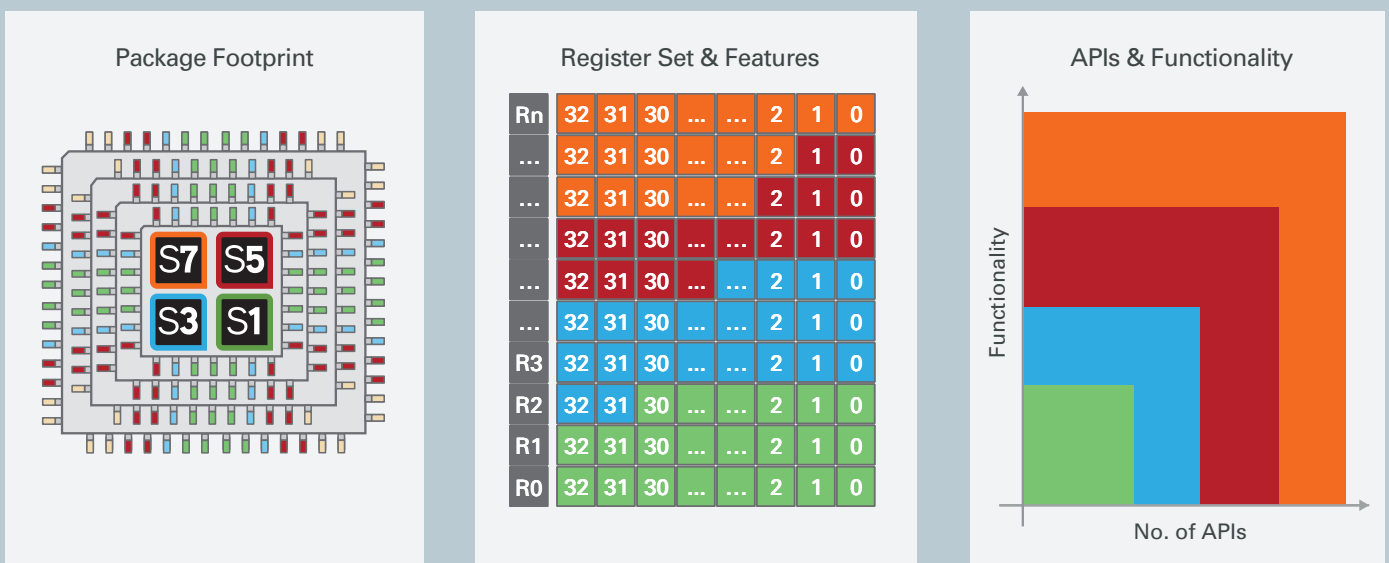 Package Footprint
S7 S5
S3 S1
Register Set & Features
Rn 32 31 30 ... ... 2 1 0
... 32 31 30 ... ... 2 1 0
... 32 31 30 ... ... 2 1 0
... 32 31 30 ... ... 2 1 0
... 32 31 30 ... ... 2 1 0
... 32 31 30 ... ... 2 1 0
R3 32 31 30 ... ... 2 1 0
R2 32 31 30 ... ... 2 1 0
R1 32 31 30 ... ... 2 1 0
R0 32 31 30 ... ... 2 1 0
APIs & Functionality
Functionality
No. of APIs